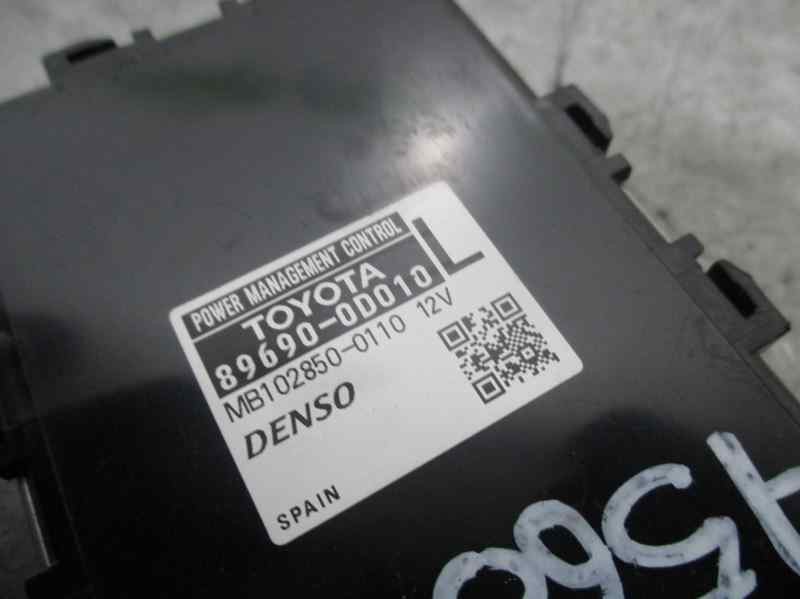 POWER MANAGEMENT CONTROL
L
TOYOTA
89690-0D010
MB102850-0110 12V
DENSO
SPAIN